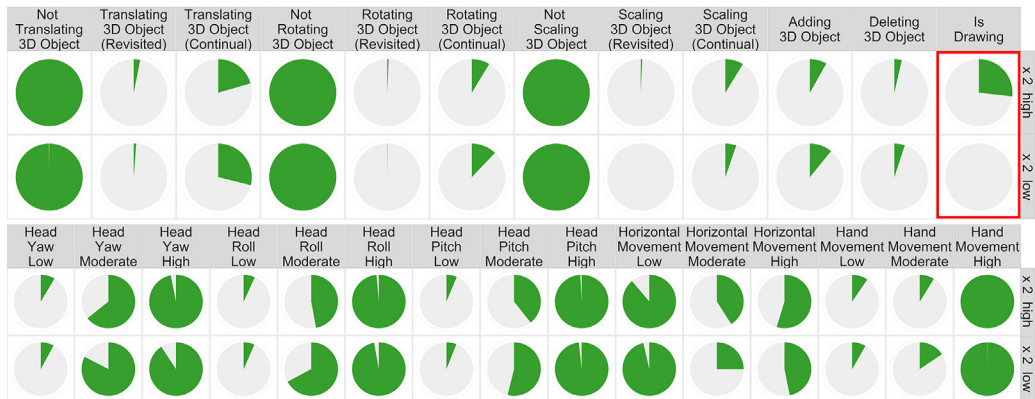 Not Translating 3D Object
Translating 3D Object (Revisited)
Translating 3D Object (Continual)
Not Rotating 3D Object
Rotating 3D Object (Revisited)
Rotating 3D Object (Continual)
Not Scaling 3D Object
Scaling 3D Object (Revisited)
Scaling 3D Object (Continual)
Adding 3D Object
Deleting 3D Object
Is Drawing
x 2 high
x 2 low
Head Yaw Low
Head Yaw Moderate
Head Yaw High
Head Roll Low
Head Roll Moderate
Head Roll High
Head Pitch Low
Head Pitch Moderate
Head Pitch High
Horizontal Movement Low
Horizontal Movement Moderate
Horizontal Movement High
Hand Movement Low
Hand Movement Moderate
Hand Movement High
x 2 high
x 2 low